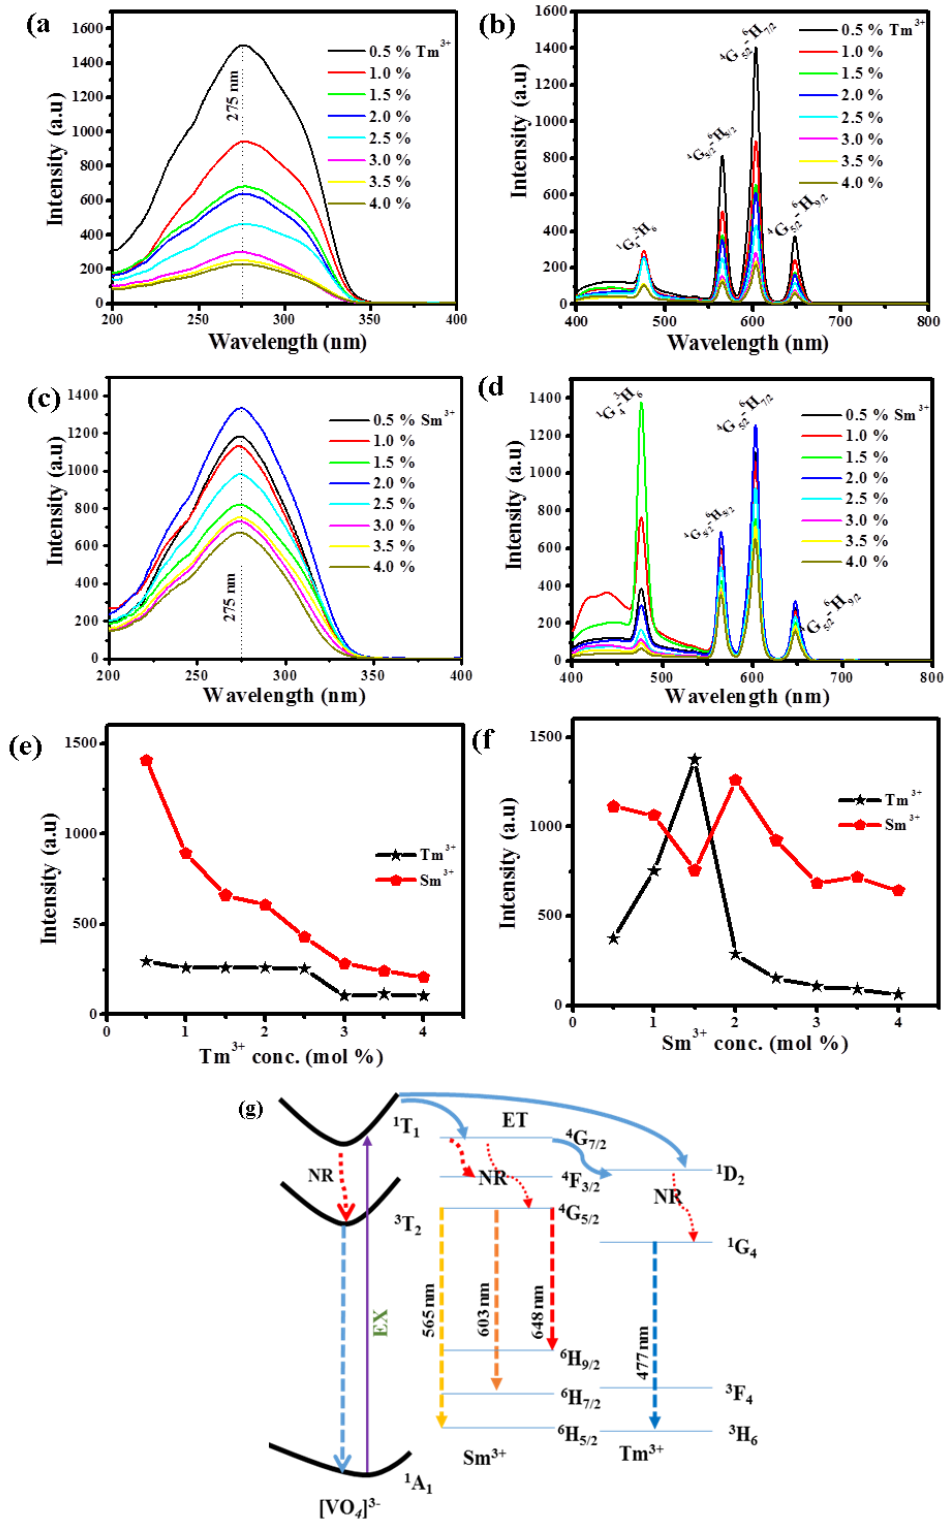 (a)
1600
1400
1200
1000
800
600
400
200
0
200 250 300 350 400
Intensity (a.u)
Wavelength (nm)
275 nm
0.5 % Tm³⁺
1.0 %
1.5 %
2.0 %
2.5 %
3.0 %
3.5 %
4.0 %
(b)
1600
1400
1200
1000
800
600
400
200
0
400 500 600 700 800
Intensity (a.u)
Wavelength (nm)
¹G₄-³H₆
⁴G₅/₂-⁶H₅/₂
⁴G₅/₂-⁶H₇/₂
⁴G₅/₂-⁶H₉/₂
0.5 % Tm³⁺
1.0 %
1.5 %
2.0 %
2.5 %
3.0 %
3.5 %
4.0 %
(c)
1400
1200
1000
800
600
400
200
0
200 250 300 350 400
Intensity (a.u)
Wavelength (nm)
275 nm
0.5 % Sm³⁺
1.0 %
1.5 %
2.0 %
2.5 %
3.0 %
3.5 %
4.0 %
(d)
1400
1200
1000
800
600
400
200
0
400 500 600 700 800
Intensity (a.u)
Wavelength (nm)
¹G₄-³H₆
⁴G₅/₂-⁶H₇/₂
⁴G₅/₂-⁶H₉/₂
0.5 % Sm³⁺
1.0 %
1.5 %
2.0 %
2.5 %
3.0 %
3.5 %
4.0 %
(e)
1500
1000
500
0
0 1 2 3 4
Intensity (a.u)
Tm³⁺ conc. (mol %)
Tm³⁺
Sm³⁺
(f)
1500
1000
500
0
0 1 2 3 4
Intensity (a.u)
Sm³⁺ conc. (mol %)
Tm³⁺
Sm³⁺
(g)
¹T₁
ET
⁴G₇/₂
¹D₂
NR
NR
⁴F₃/₂
NR
³T₂
⁴G₅/₂
¹G₄
EX
565 nm
603 nm
648 nm
477 nm
⁶H₉/₂
⁶H₇/₂
³F₄
⁶H₅/₂
³H₆
Sm³⁺
Tm³⁺
¹A₁
[VO₄]³⁻